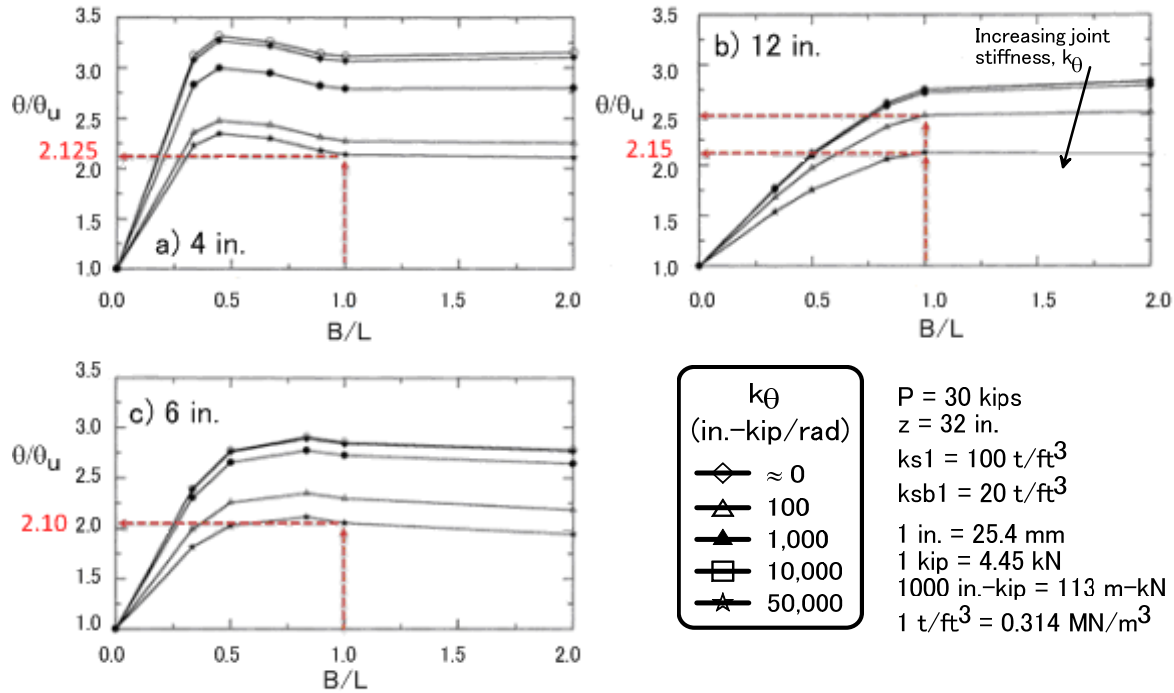 a) 4 in.
θ/θu
3.5
3.0
2.5
2.125
2.0
1.5
1.0
0.0
0.5
1.0
1.5
2.0
B/L
b) 12 in.
Increasing joint
stiffness, kθ
θ/θu
3.5
3.0
2.5
2.15
2.0
1.5
1.0
0.0
0.5
1.0
1.5
2.0
B/L
c) 6 in.
θ/θu
3.5
3.0
2.5
2.10
2.0
1.5
1.0
0.0
0.5
1.0
1.5
2.0
B/L
kθ
(in.-kip/rad)
≈ 0
100
1,000
10,000
50,000
P = 30 kips
z = 32 in.
ks1 = 100 t/ft³
ksb1 = 20 t/ft³
1 in. = 25.4 mm
1 kip = 4.45 kN
1000 in.-kip = 113 m-kN
1 t/ft³ = 0.314 MN/m³